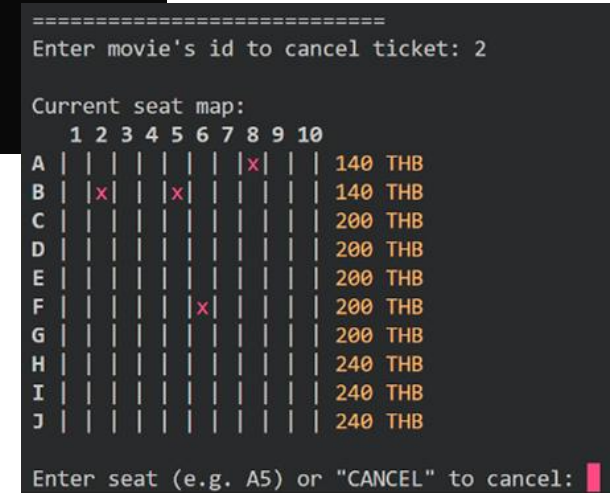 ============================
Enter movie's id to cancel ticket: 2
Current seat map:
   1 2 3 4 5 6 7 8 9 10
A | | | | | | | |x| | | 140 THB
B | |x| | |x| | | | | | 140 THB
C | | | | | | | | | | | 200 THB
D | | | | | | | | | | | 200 THB
E | | | | | | | | | | | 200 THB
F | | | | | |x| | | | | 200 THB
G | | | | | | | | | | | 200 THB
H | | | | | | | | | | | 240 THB
I | | | | | | | | | | | 240 THB
J | | | | | | | | | | | 240 THB
Enter seat (e.g. A5) or "CANCEL" to cancel: